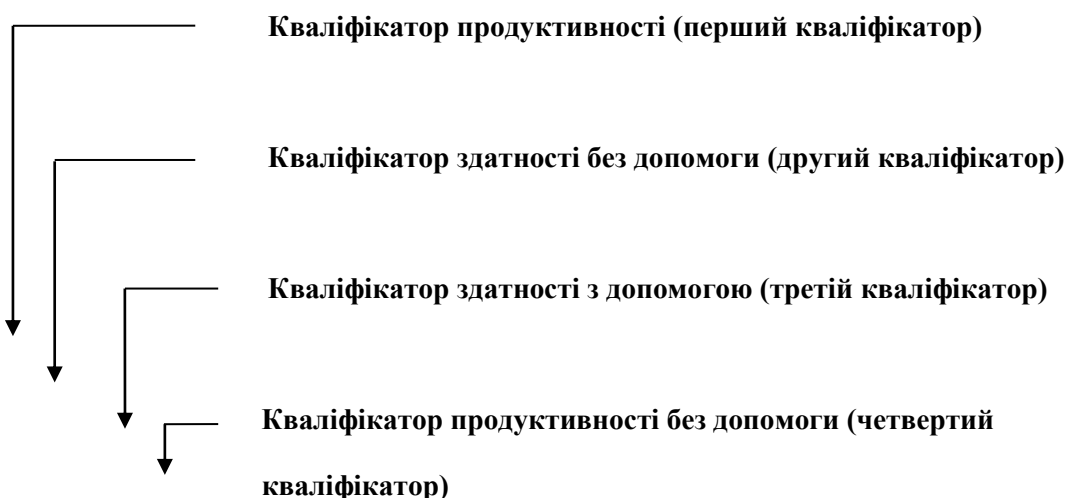 Кваліфікатор продуктивності (перший кваліфікатор)
Кваліфікатор здатності без допомоги (другий кваліфікатор)
Кваліфікатор здатності з допомогою (третій кваліфікатор)
Кваліфікатор продуктивності без допомоги (четвертий
кваліфікатор)